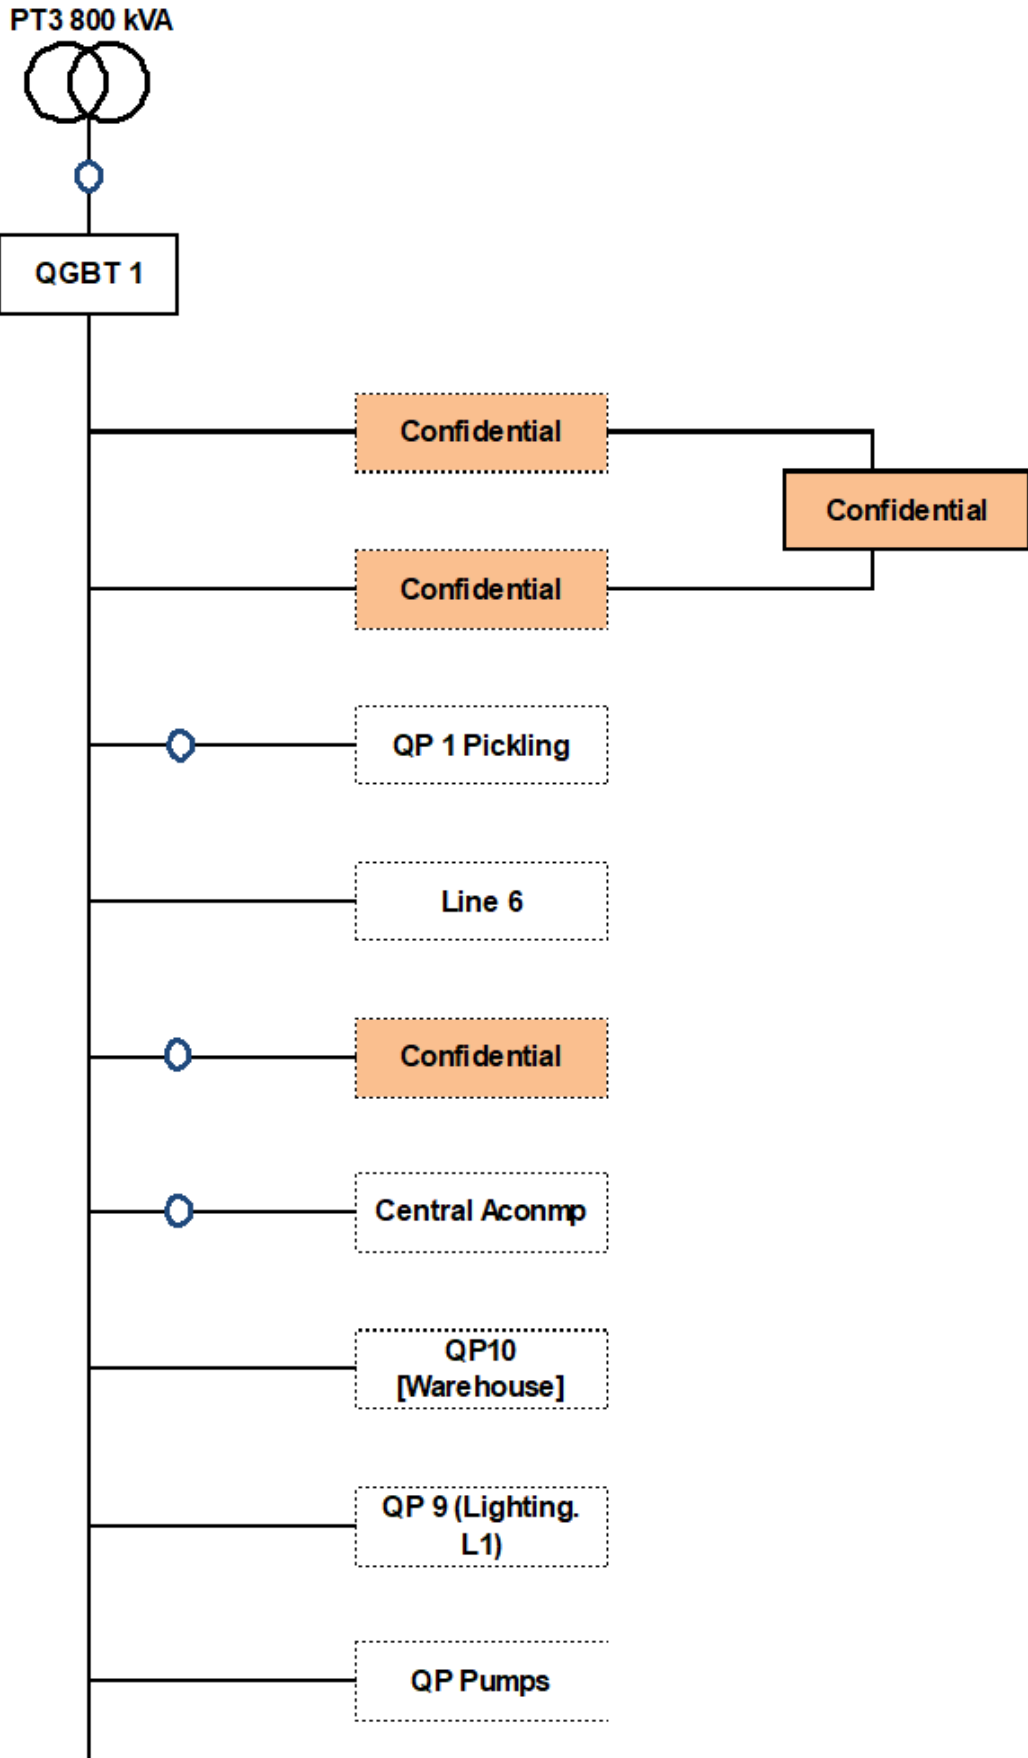 PT3 800 kVA
QGBT 1
Confidential
Confidential
Confidential
QP 1 Pickling
Line 6
Confidential
Central Aconmp
QP10
[Warehouse]
QP 9 (Lighting.
L1)
QP Pumps